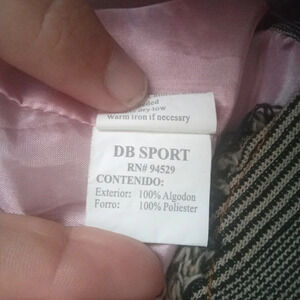 dry-low
warm iron if necessary
DB SPORT
RN# 94529
CONTENIDO:
Exterior: 100% Algodon
Forro: 100% Poliester